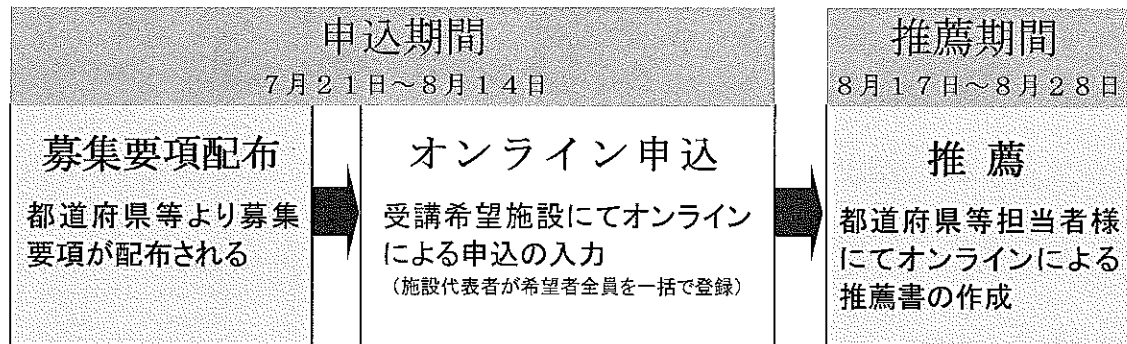 申込期間
7月21日～8月14日
推薦期間
8月17日～8月28日
募集要項配布
都道府県等より募集
要項が配布される
オンライン申込
受講希望施設にてオンライン
による申込の入力
（施設代表者が希望者全員を一括で登録）
推 薦
都道府県等担当者様
にてオンラインによる
推薦書の作成